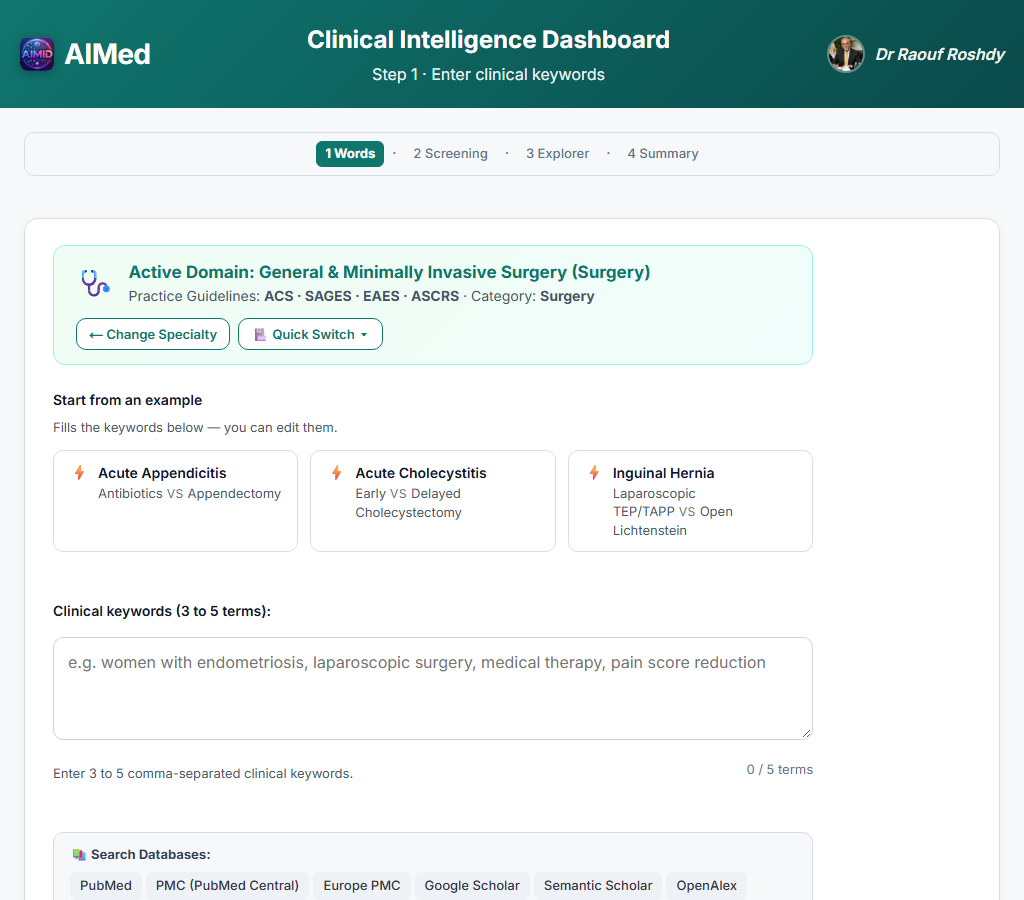 AIMID
AIMed
Clinical Intelligence Dashboard
Step 1 · Enter clinical keywords
Dr Raouf Roshdy
1 Words · 2 Screening · 3 Explorer · 4 Summary
Active Domain: General & Minimally Invasive Surgery (Surgery)
Practice Guidelines: ACS · SAGES · EAES · ASCRS · Category: Surgery
← Change Specialty
Quick Switch
Start from an example
Fills the keywords below — you can edit them.
Acute Appendicitis
Antibiotics VS Appendectomy
Acute Cholecystitis
Early VS Delayed
Cholecystectomy
Inguinal Hernia
Laparoscopic
TEP/TAPP VS Open
Lichtenstein
Clinical keywords (3 to 5 terms):
e.g. women with endometriosis, laparoscopic surgery, medical therapy, pain score reduction
Enter 3 to 5 comma-separated clinical keywords.
0 / 5 terms
Search Databases:
PubMed
PMC (PubMed Central)
Europe PMC
Google Scholar
Semantic Scholar
OpenAlex